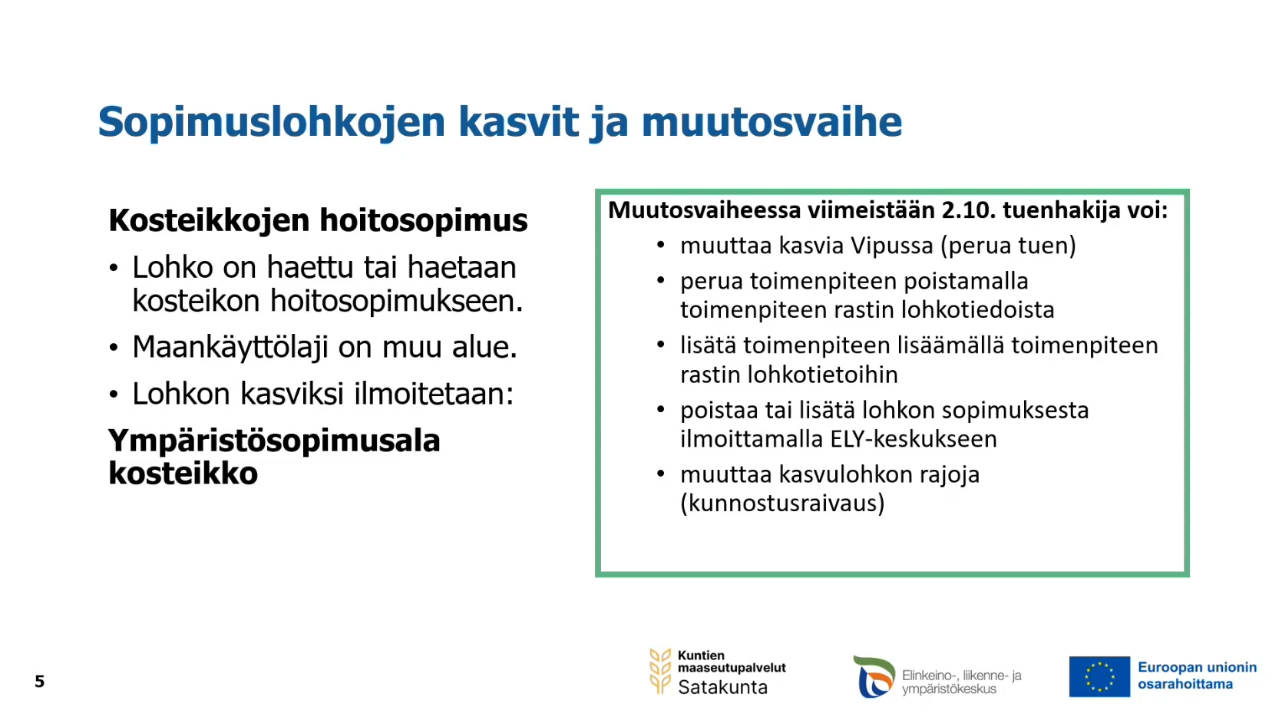 Sopimuslohkojen kasvit ja muutosvaihe
Kosteikkojen hoitosopimus
• Lohko on haettu tai haetaan
kosteikon hoitosopimukseen.
• Maankäyttölaji on muu alue.
• Lohkon kasviksi ilmoitetaan:
Ympäristösopimusala
kosteikko
Muutosvaiheessa viimeistään 2.10. tuenhakija voi:
• muuttaa kasvia Vipussa (perua tuen)
• perua toimenpiteen poistamalla
toimenpiteen rastin lohkotiedoista
• lisätä toimenpiteen lisäämällä toimenpiteen
rastin lohkotietoihin
• poistaa tai lisätä lohkon sopimuksesta
ilmoittamalla ELY-keskukseen
• muuttaa kasvulohkon rajoja
(kunnostusraivaus)
5
Kuntien
maaseutupalvelut
Satakunta
Elinkeino-, liikenne- ja
ympäristökeskus
Euroopan unionin
osarahoittama